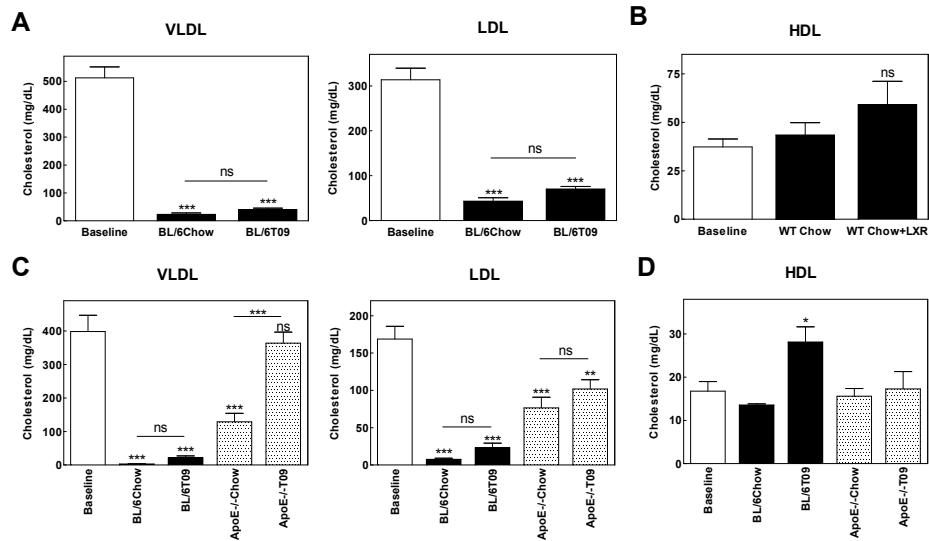 A
VLDL
Cholesterol (mg/dL)
500
400
300
200
100
0
ns
***
***
Baseline
BL/6Chow
BL/6T09
LDL
Cholesterol (mg/dL)
300
200
100
0
ns
***
***
Baseline
BL/6Chow
BL/6T09
B
HDL
Cholesterol (mg/dL)
75
50
25
0
ns
Baseline
WT Chow
WT Chow+LXR
C
VLDL
Cholesterol (mg/dL)
400
300
200
100
0
ns
***
***
***
***
ns
Baseline
BL/6Chow
BL/6T09
ApoE-/-Chow
ApoE-/-T09
LDL
Cholesterol (mg/dL)
200
150
100
50
0
ns
***
***
ns
***
**
Baseline
BL/6Chow
BL/6T09
ApoE-/-Chow
ApoE-/-T09
D
HDL
Cholesterol (mg/dL)
30
20
10
0
*
Baseline
BL/6Chow
BL/6T09
ApoE-/-Chow
ApoE-/-T09